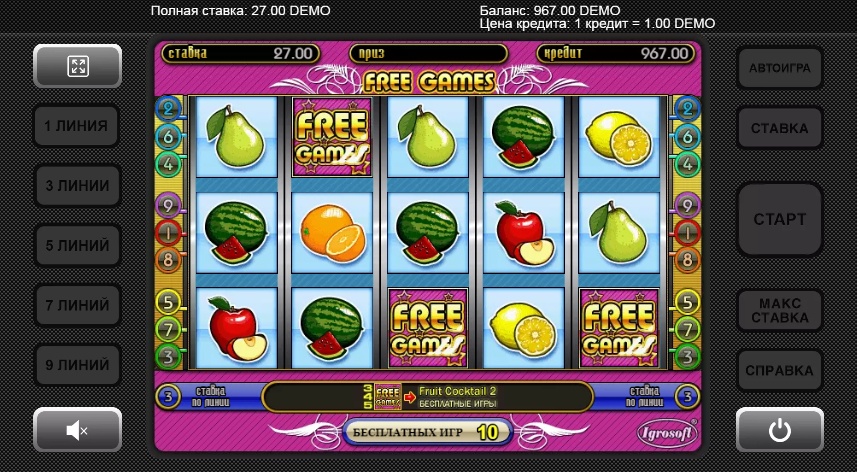 Полная ставка: 27.00 DEMO
Баланс: 967.00 DEMO
Цена кредита: 1 кредит = 1.00 DEMO
ставка 27.00 приз кредит 967.00
АВТОИГРА
FREE GAMES
1 ЛИНИЯ
СТАВКА
3 ЛИНИИ
5 ЛИНИЙ
7 ЛИНИЙ
9 ЛИНИЙ
СТАРТ
МАКС
СТАВКА
СПРАВКА
2
6
4
9
1
8
5
7
3
FREE
GAMES
FREE
GAMES
FREE
GAMES
2
6
4
9
1
8
5
7
3
3 ставка
по линии
3
4
5
FREE
GAMES
Fruit Cocktail 2
БЕСПЛАТНЫЕ ИГРЫ
ставка
по линии 3
БЕСПЛАТНЫХ ИГР 10
Igrosoft